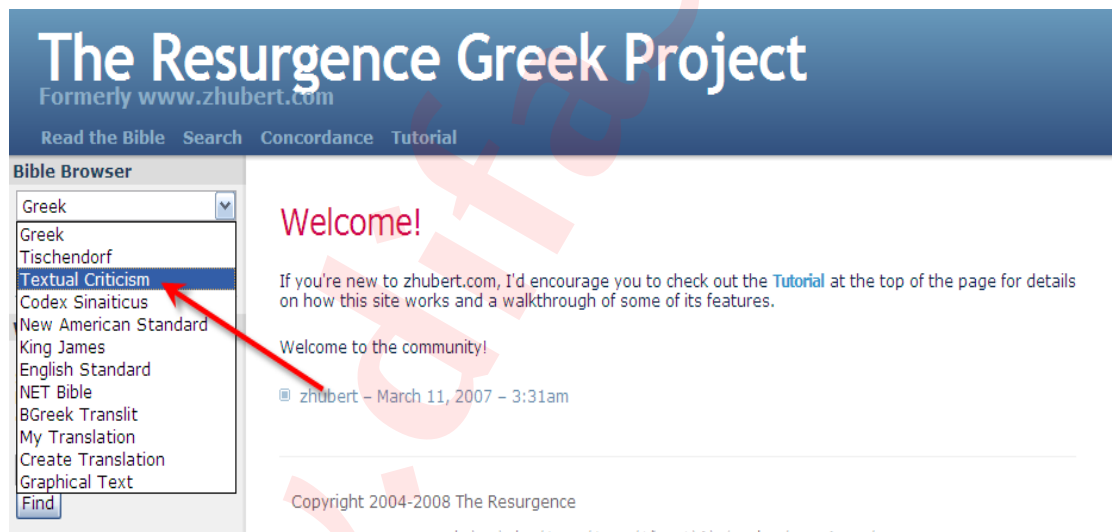 The Resurgence Greek Project
Formerly www.zhubert.com
Read the Bible Search Concordance Tutorial
Bible Browser
Greek
Greek
Tischendorf
Textual Criticism
Codex Sinaiticus
New American Standard
King James
English Standard
NET Bible
BGreek Translit
My Translation
Create Translation
Graphical Text
Find
Welcome!
If you're new to zhubert.com, I'd encourage you to check out the Tutorial at the top of the page for details
on how this site works and a walkthrough of some of its features.
Welcome to the community!
zhubert – March 11, 2007 – 3:31am
Copyright 2004-2008 The Resurgence